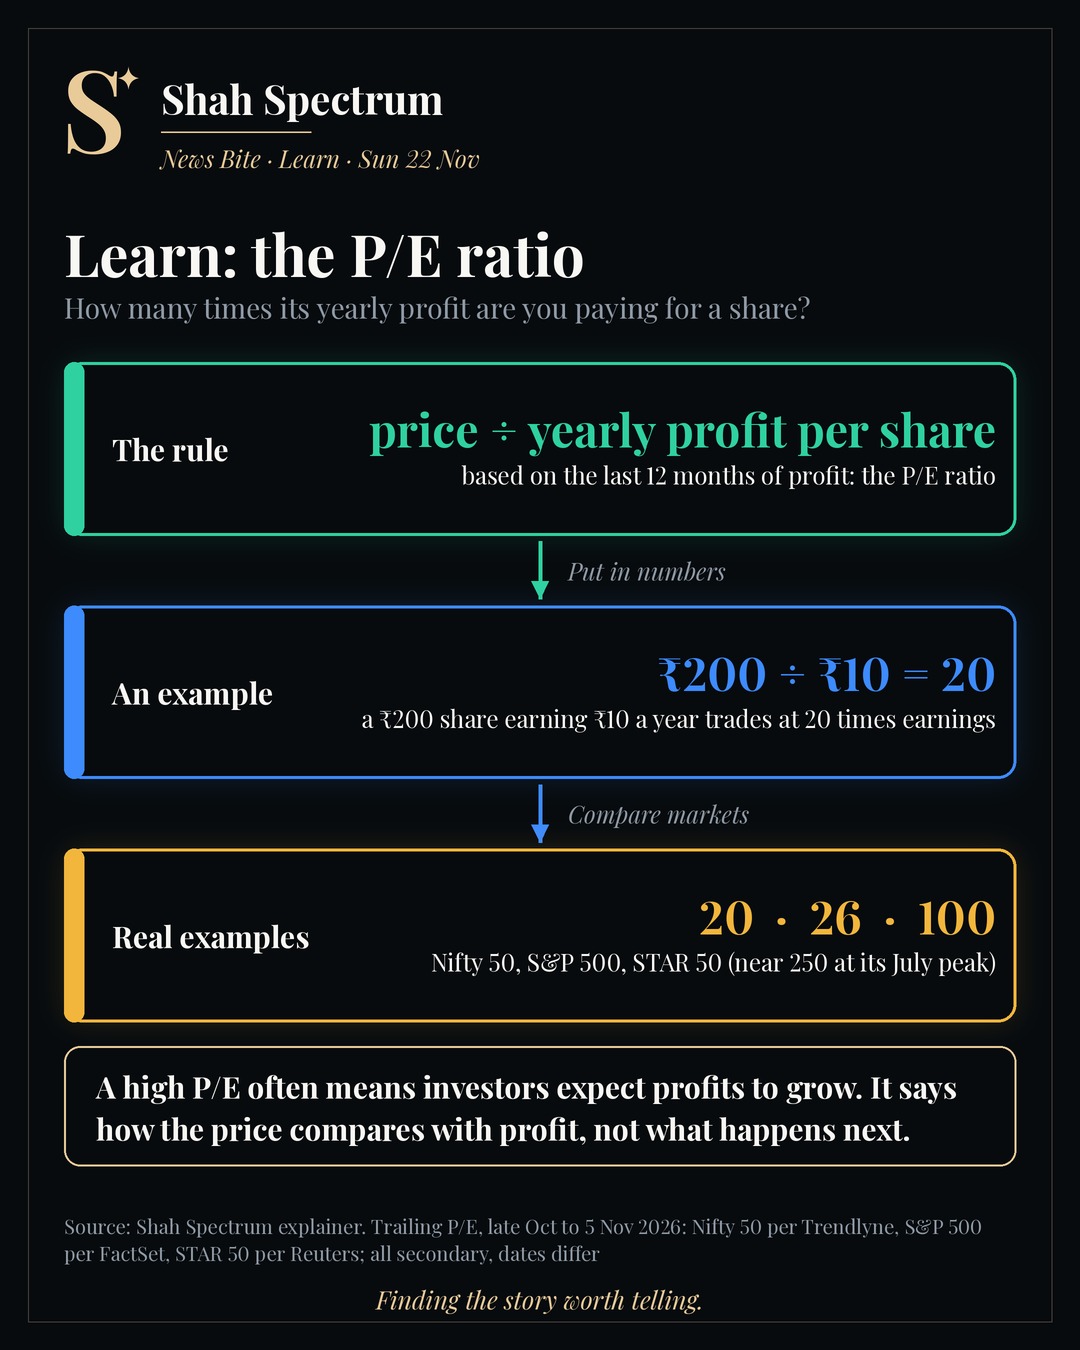 S
Shah Spectrum
News Bite · Learn · Sun 22 Nov
Learn: the P/E ratio
How many times its yearly profit are you paying for a share?
The rule
price ÷ yearly profit per share
based on the last 12 months of profit: the P/E ratio
Put in numbers
An example
₹200 ÷ ₹10 = 20
a ₹200 share earning ₹10 a year trades at 20 times earnings
Compare markets
Real examples
20 · 26 · 100
Nifty 50, S&P 500, STAR 50 (near 250 at its July peak)
A high P/E often means investors expect profits to grow. It says
how the price compares with profit, not what happens next.
Source: Shah Spectrum explainer. Trailing P/E, late Oct to 5 Nov 2026: Nifty 50 per Trendlyne, S&P 500
per FactSet, STAR 50 per Reuters; all secondary, dates differ
Finding the story worth telling.